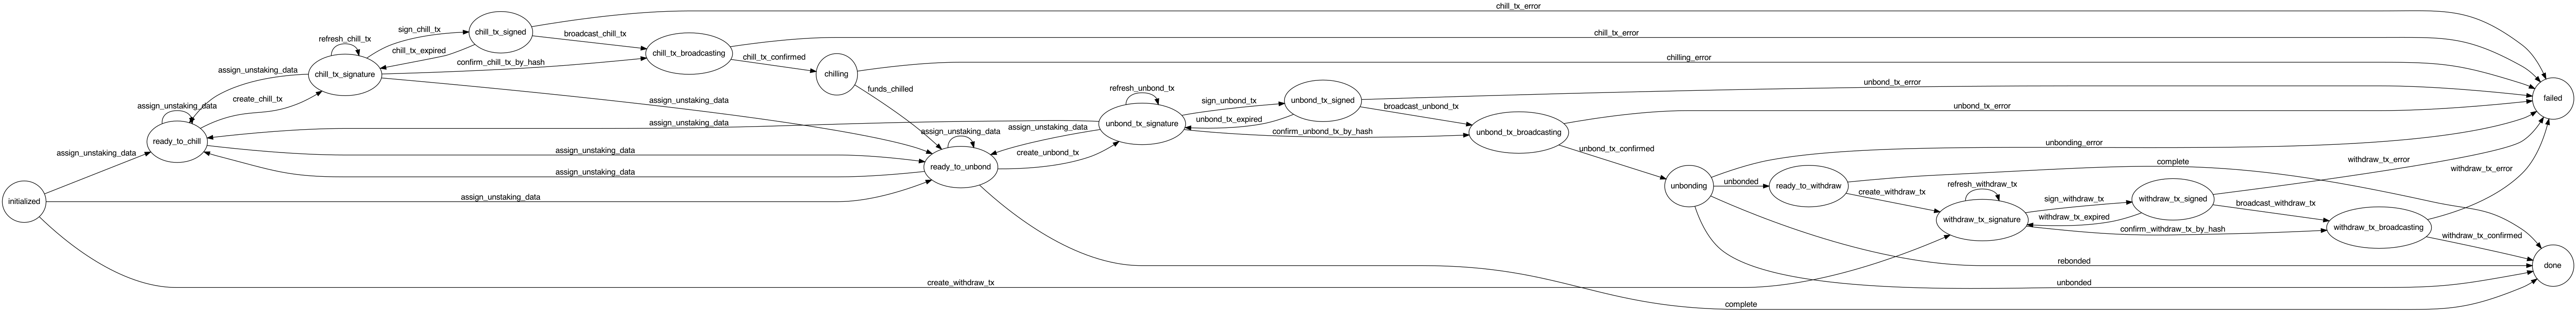 chill_tx_error
chill_tx_signed
sign_chill_tx
broadcast_chill_tx
chill_tx_error
refresh_chill_tx
chill_tx_expired
chill_tx_broadcasting
chill_tx_confirmed
chilling_error
confirm_chill_tx_by_hash
assign_unstaking_data
chill_tx_signature
chilling
funds_chilled
refresh_unbond_tx
unbond_tx_error
create_chill_tx
assign_unstaking_data
sign_unbond_tx
unbond_tx_signed
failed
assign_unstaking_data
broadcast_unbond_tx
unbond_tx_error
assign_unstaking_data
unbond_tx_signature
unbond_tx_expired
assign_unstaking_data
assign_unstaking_data
confirm_unbond_tx_by_hash
unbond_tx_broadcasting
ready_to_chill
unbonding_error
assign_unstaking_data
assign_unstaking_data
create_unbond_tx
unbond_tx_confirmed
ready_to_unbond
complete
withdraw_tx_error
withdraw_tx_error
assign_unstaking_data
unbonding
unbonded
ready_to_withdraw
create_withdraw_tx
refresh_withdraw_tx
initialized
assign_unstaking_data
sign_withdraw_tx
withdraw_tx_signed
broadcast_withdraw_tx
withdraw_tx_signature
withdraw_tx_expired
confirm_withdraw_tx_by_hash
withdraw_tx_broadcasting
withdraw_tx_confirmed
rebonded
done
create_withdraw_tx
unbonded
complete